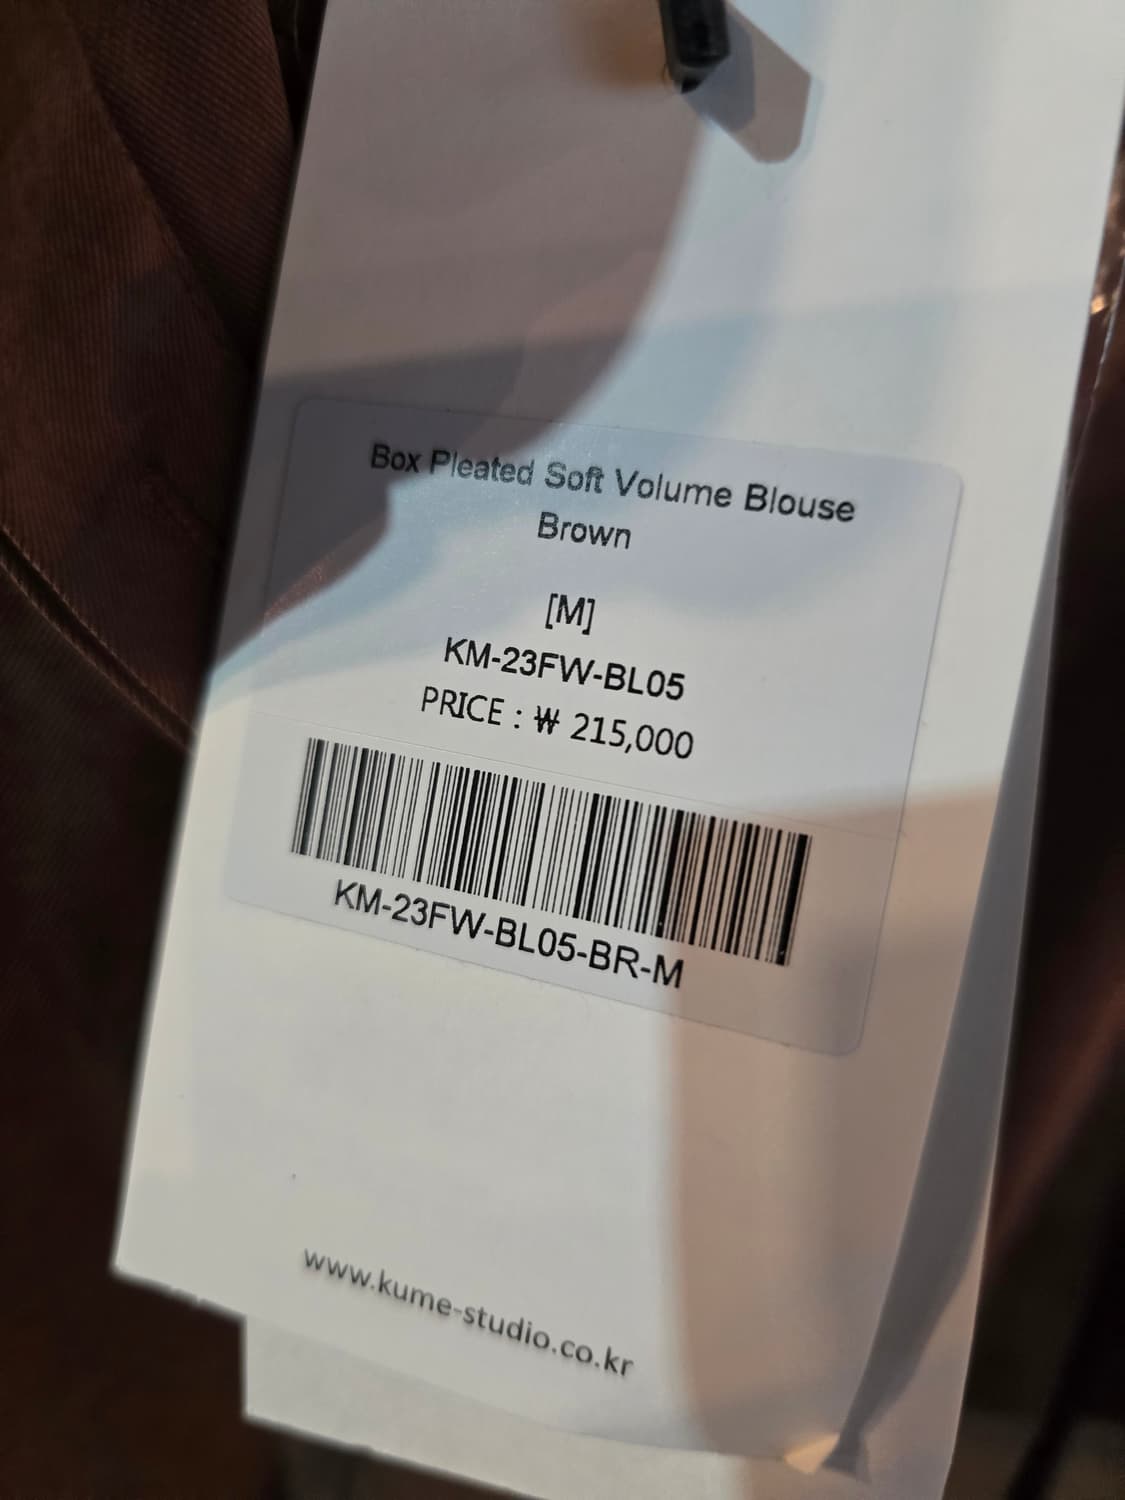 Box Pleated Soft Volume Blouse
Brown
[M]
KM-23FW-BL05
PRICE : ₩ 215,000
KM-23FW-BL05-BR-M
www.kume-studio.co.kr